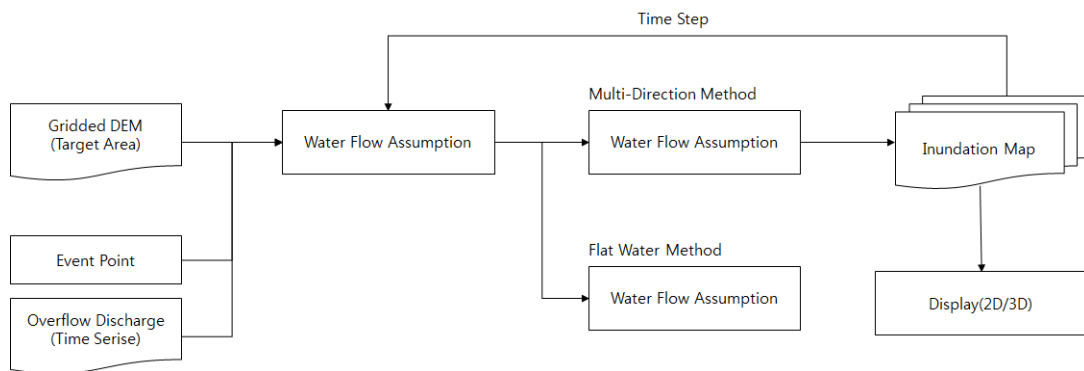 Time Step
Multi-Direction Method
Gridded DEM
(Target Area)
Water Flow Assumption
Water Flow Assumption
Inundation Map
Flat Water Method
Event Point
Water Flow Assumption
Display(2D/3D)
Overflow Discharge
(Time Serise)